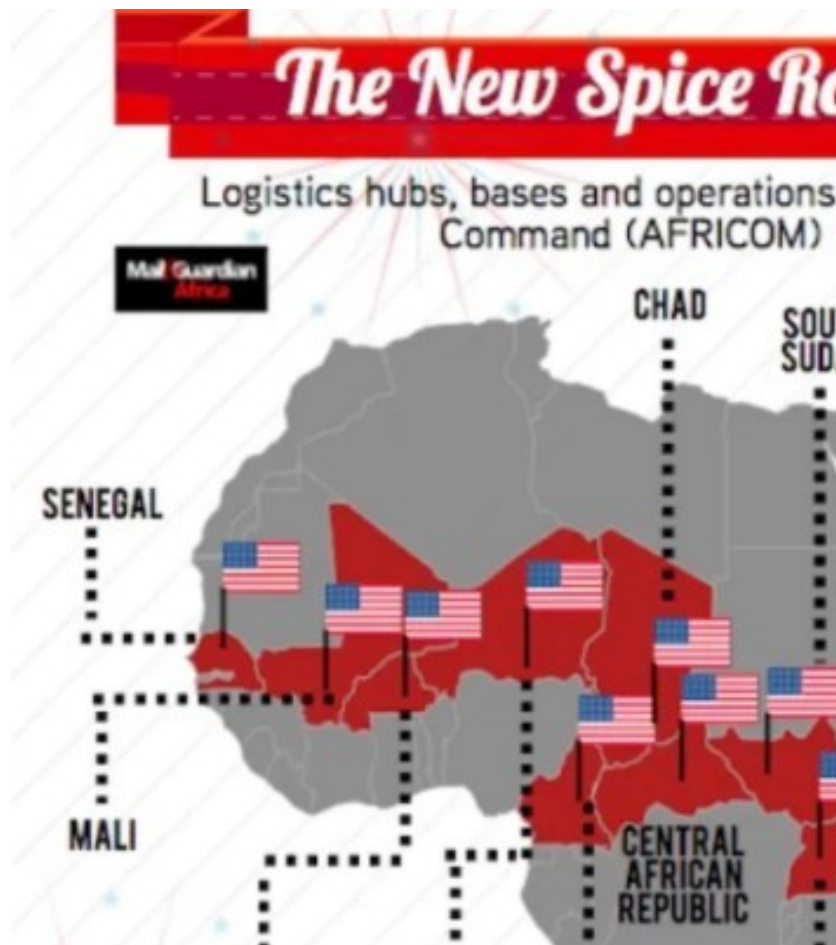 The New Spice Ro
Logistics hubs, bases and operations
Command (AFRICOM)
Mail&Guardian
Africa
CHAD
SOU
SUD
SENEGAL
MALI
CENTRAL
AFRICAN
REPUBLIC